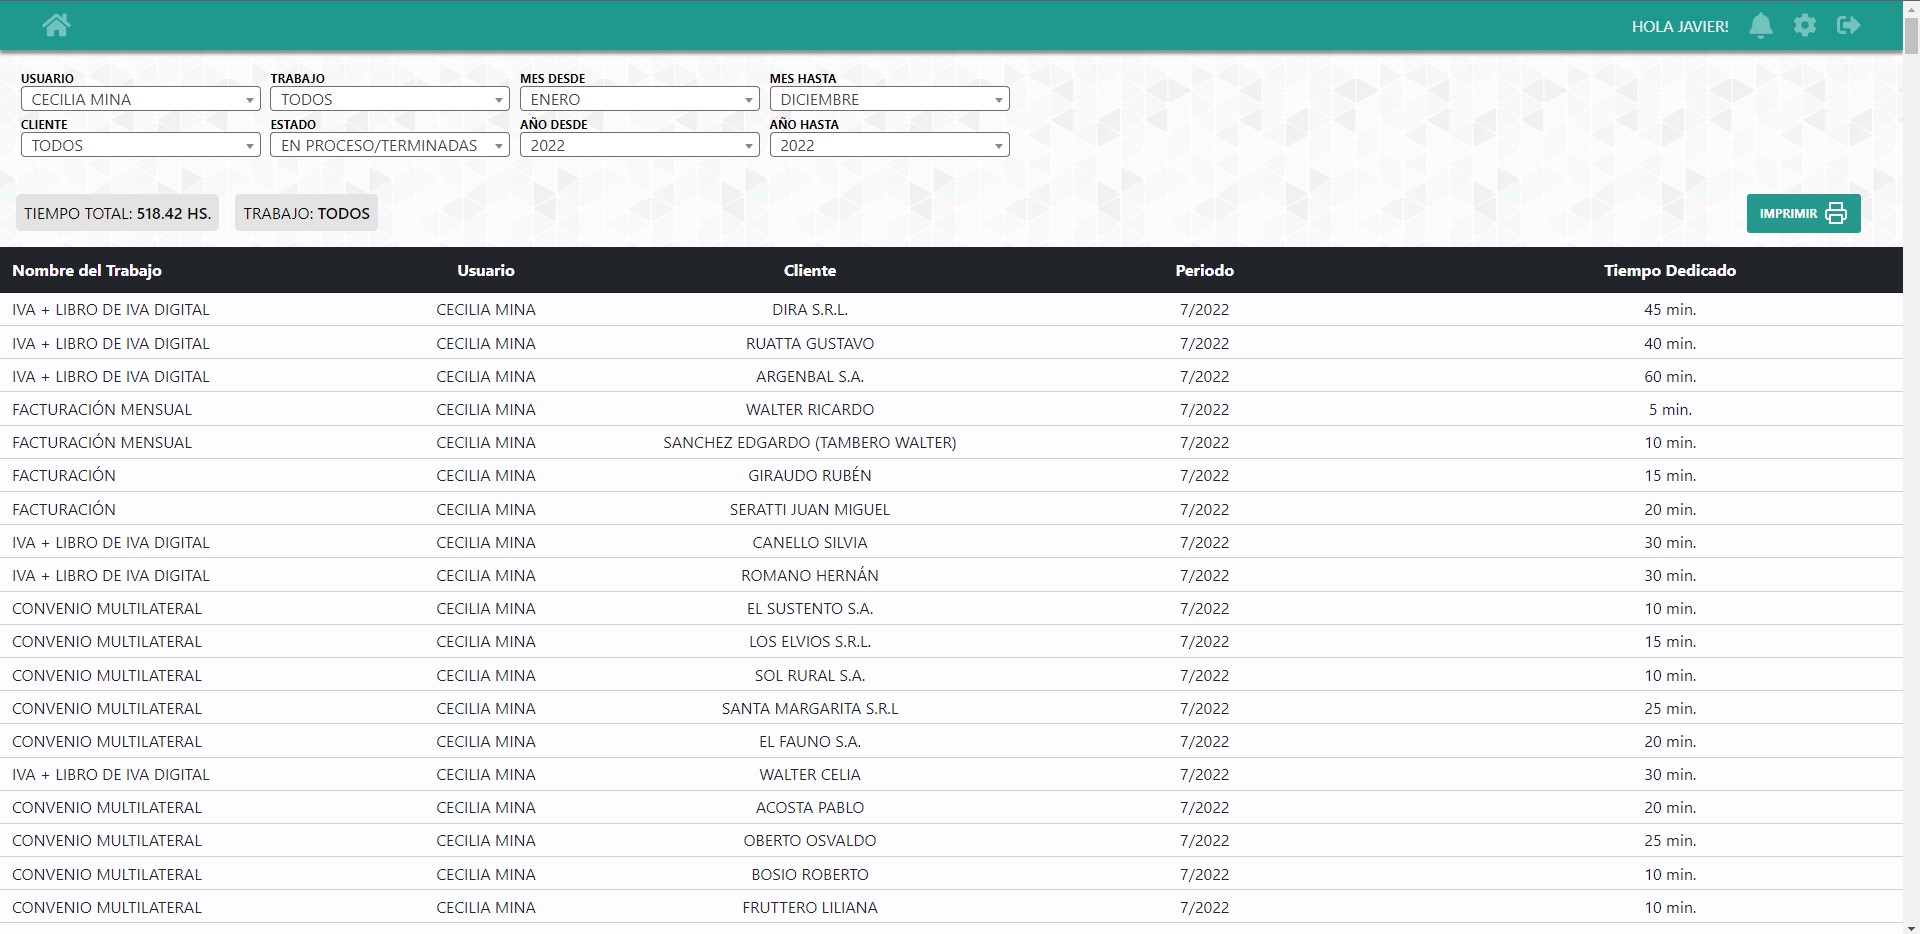 HOLA JAVIER!
USUARIO TRABAJO MES DESDE MES HASTA
CECILIA MINA TODOS ENERO DICIEMBRE
CLIENTE ESTADO AÑO DESDE AÑO HASTA
TODOS EN PROCESO/TERMINADAS 2022 2022
TIEMPO TOTAL: 518.42 HS. TRABAJO: TODOS IMPRIMIR
Nombre del Trabajo Usuario Cliente Periodo Tiempo Dedicado
IVA + LIBRO DE IVA DIGITAL CECILIA MINA DIRA S.R.L. 7/2022 45 min.
IVA + LIBRO DE IVA DIGITAL CECILIA MINA RUATTA GUSTAVO 7/2022 40 min.
IVA + LIBRO DE IVA DIGITAL CECILIA MINA ARGENBAL S.A. 7/2022 60 min.
FACTURACIÓN MENSUAL CECILIA MINA WALTER RICARDO 7/2022 5 min.
FACTURACIÓN MENSUAL CECILIA MINA SANCHEZ EDGARDO (TAMBERO WALTER) 7/2022 10 min.
FACTURACIÓN CECILIA MINA GIRAUDO RUBÉN 7/2022 15 min.
FACTURACIÓN CECILIA MINA SERATTI JUAN MIGUEL 7/2022 20 min.
IVA + LIBRO DE IVA DIGITAL CECILIA MINA CANELLO SILVIA 7/2022 30 min.
IVA + LIBRO DE IVA DIGITAL CECILIA MINA ROMANO HERNÁN 7/2022 30 min.
CONVENIO MULTILATERAL CECILIA MINA EL SUSTENTO S.A. 7/2022 10 min.
CONVENIO MULTILATERAL CECILIA MINA LOS ELVIOS S.R.L. 7/2022 15 min.
CONVENIO MULTILATERAL CECILIA MINA SOL RURAL S.A. 7/2022 10 min.
CONVENIO MULTILATERAL CECILIA MINA SANTA MARGARITA S.R.L 7/2022 25 min.
CONVENIO MULTILATERAL CECILIA MINA EL FAUNO S.A. 7/2022 20 min.
IVA + LIBRO DE IVA DIGITAL CECILIA MINA WALTER CELIA 7/2022 30 min.
CONVENIO MULTILATERAL CECILIA MINA ACOSTA PABLO 7/2022 20 min.
CONVENIO MULTILATERAL CECILIA MINA OBERTO OSVALDO 7/2022 25 min.
CONVENIO MULTILATERAL CECILIA MINA BOSIO ROBERTO 7/2022 10 min.
CONVENIO MULTILATERAL CECILIA MINA FRUTTERO LILIANA 7/2022 10 min.